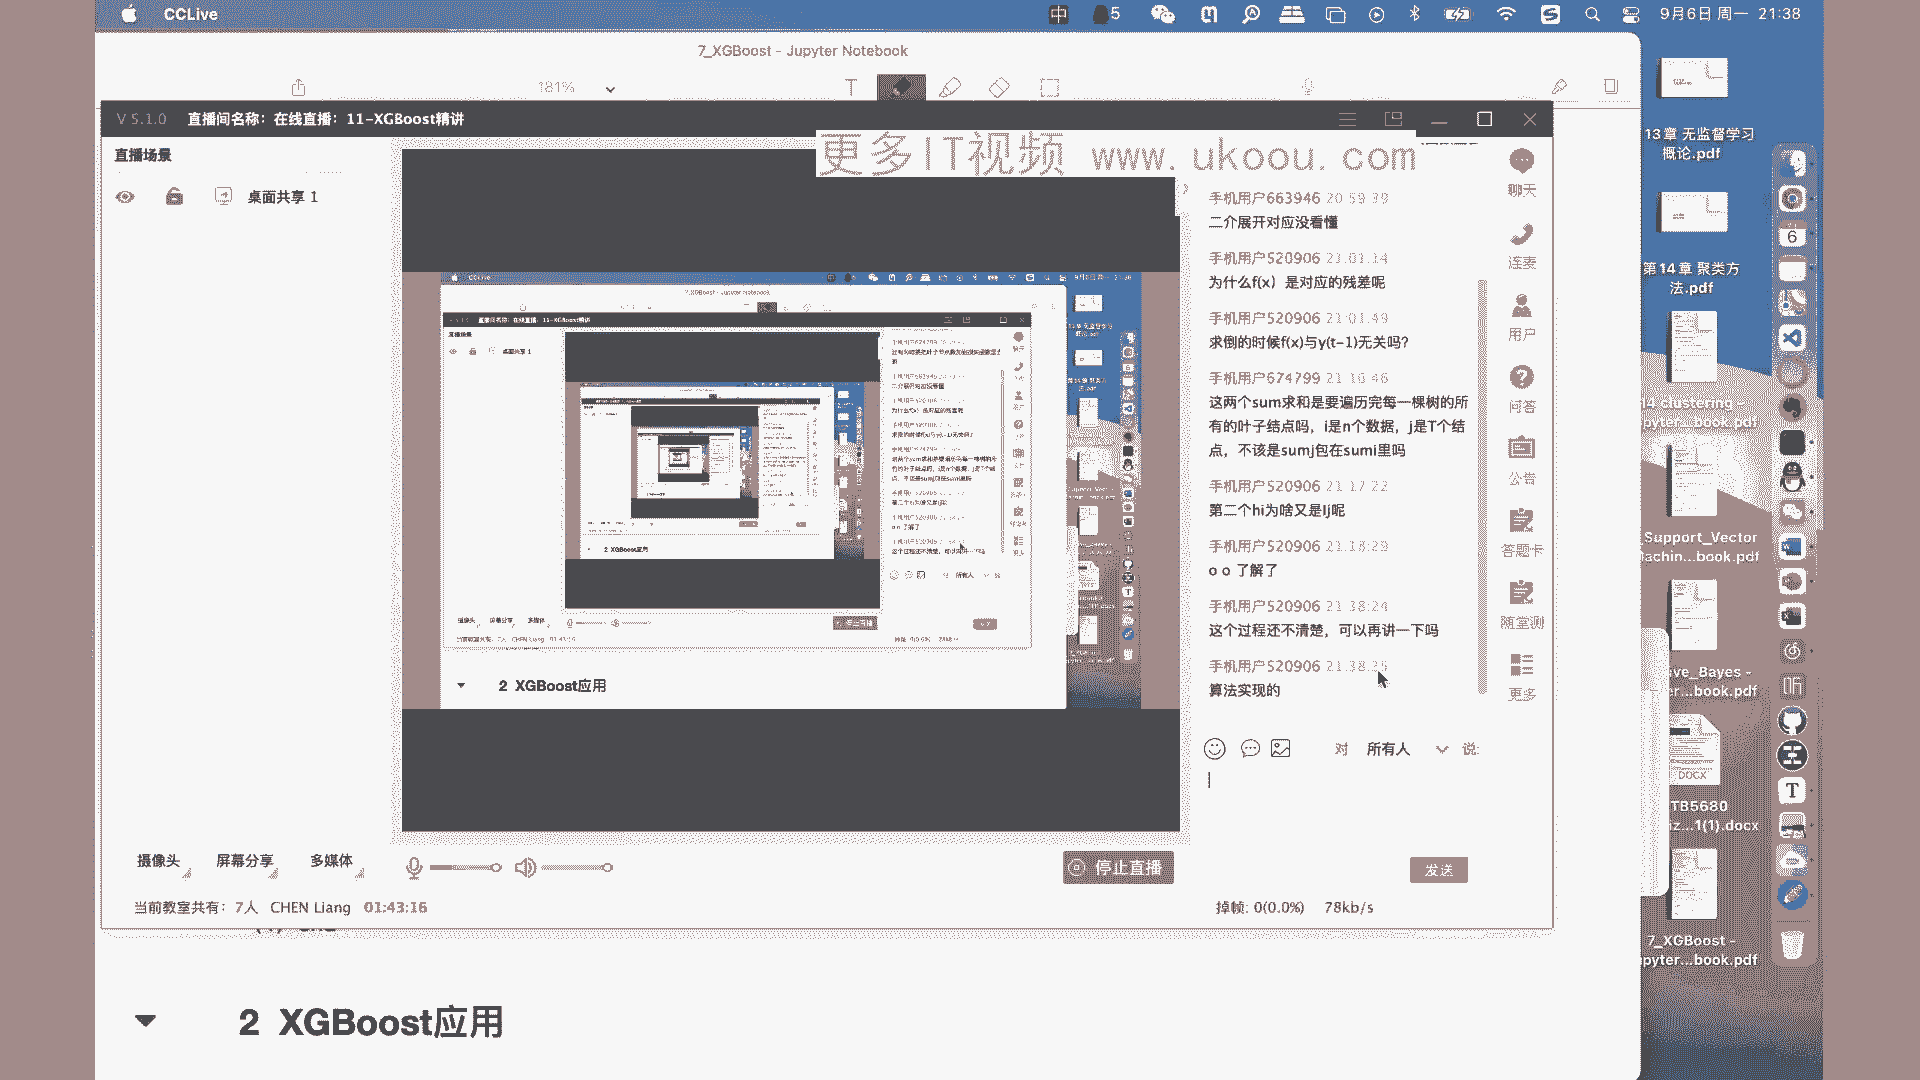 CCLive
中
5
9月6日 周一 21:38
7_XGBoost - Jupyter Notebook
181%
T
V 5.1.0 直播间名称：在线直播：11-XGBoost精讲
更多IT视频 www.ukoou.com
直播场景
桌面共享 1
手机用户663946 20:59:39
二介展开对应没看懂
手机用户520906 21:01:14
为什么f(x）是对应的残差呢
手机用户520906 21:01:49
求倒的时候f(x)与y(t-1)无关吗?
手机用户674799 21:16:46
这两个sum求和是要遍历完每一棵树的所
有的叶子结点吗，i是n个数据，j是T个结
点，不该是sumj包在sumi里吗
手机用户520906 21:17:22
第二个hi为啥又是Ij呢
手机用户520906 21:18:29
o o 了解了
手机用户520906 21:38:24
这个过程还不清楚，可以再讲一下吗
手机用户520906 21:38:35
算法实现的
聊天
连麦
用户
问答
公告
答题卡
随堂测
更多
对 所有人 说:
发送
2 XGBoost应用
摄像头 屏幕分享 多媒体
停止直播
当前教室共有: 7人 CHEN Liang 01:43:16
掉帧: 0(0.0%) 78kb/s
2 XGBoost应用
13章 无监督学习
概论.pdf
第14章 聚类方
法.pdf
14_clustering -
pyter...book.pdf
_Support_Vector
Machin...book.pdf
ive_Bayes -
er...book.pdf
DOCX
TB5680
iz...1(1).docx
7_XGBoost -
upyter...book.pdf
6
T